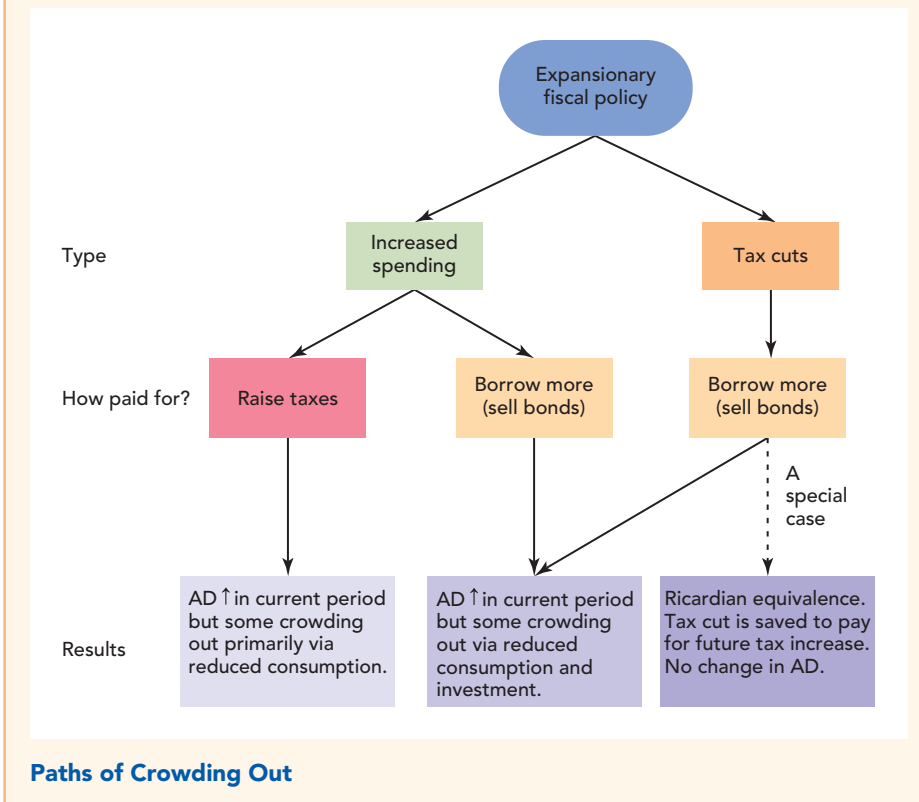 Expansionary
fiscal policy
Type
Increased
spending
Tax cuts
How paid for?
Raise taxes
Borrow more
(sell bonds)
Borrow more
(sell bonds)
A
special
case
Results
AD ↑ in current period
but some crowding
out primarily via
reduced consumption.
AD ↑ in current period
but some crowding
out via reduced
consumption and
investment.
Ricardian equivalence.
Tax cut is saved to pay
for future tax increase.
No change in AD.
Paths of Crowding Out